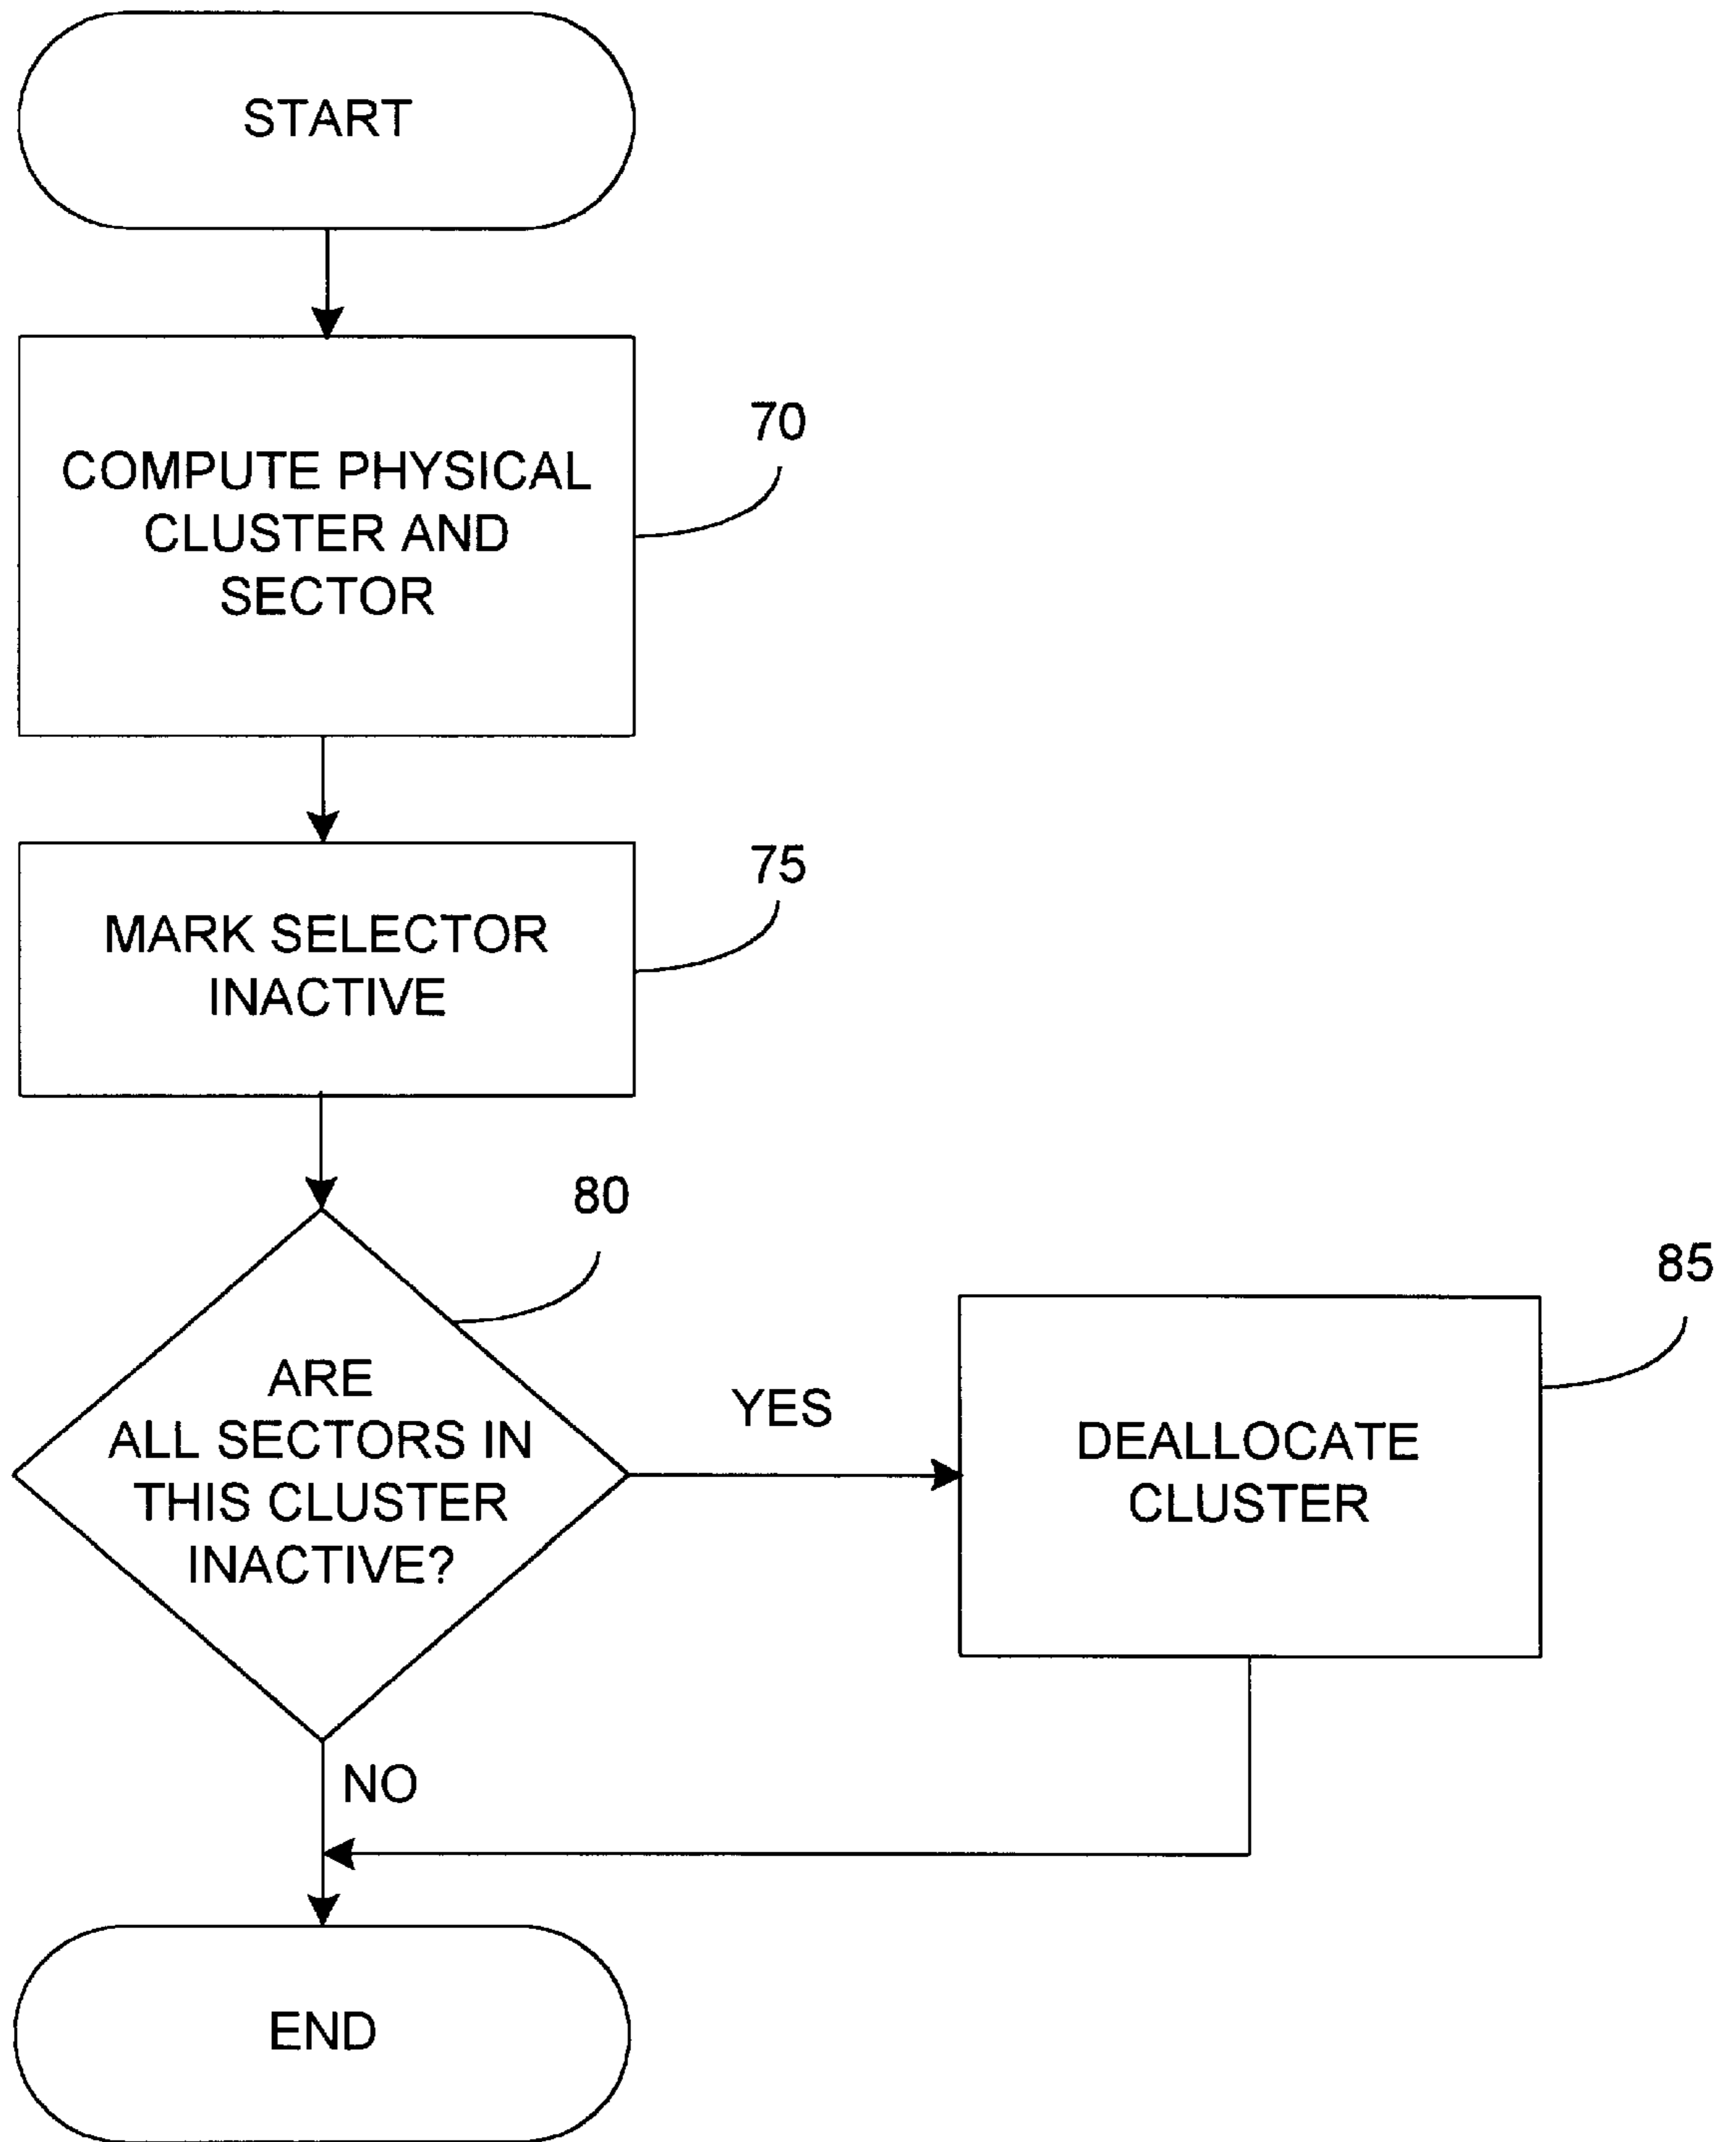 START
70
COMPUTE PHYSICAL
CLUSTER AND
SECTOR
75
MARK SELECTOR
INACTIVE
80
ARE
ALL SECTORS IN
THIS CLUSTER
INACTIVE?
YES
85
DEALLOCATE
CLUSTER
NO
END